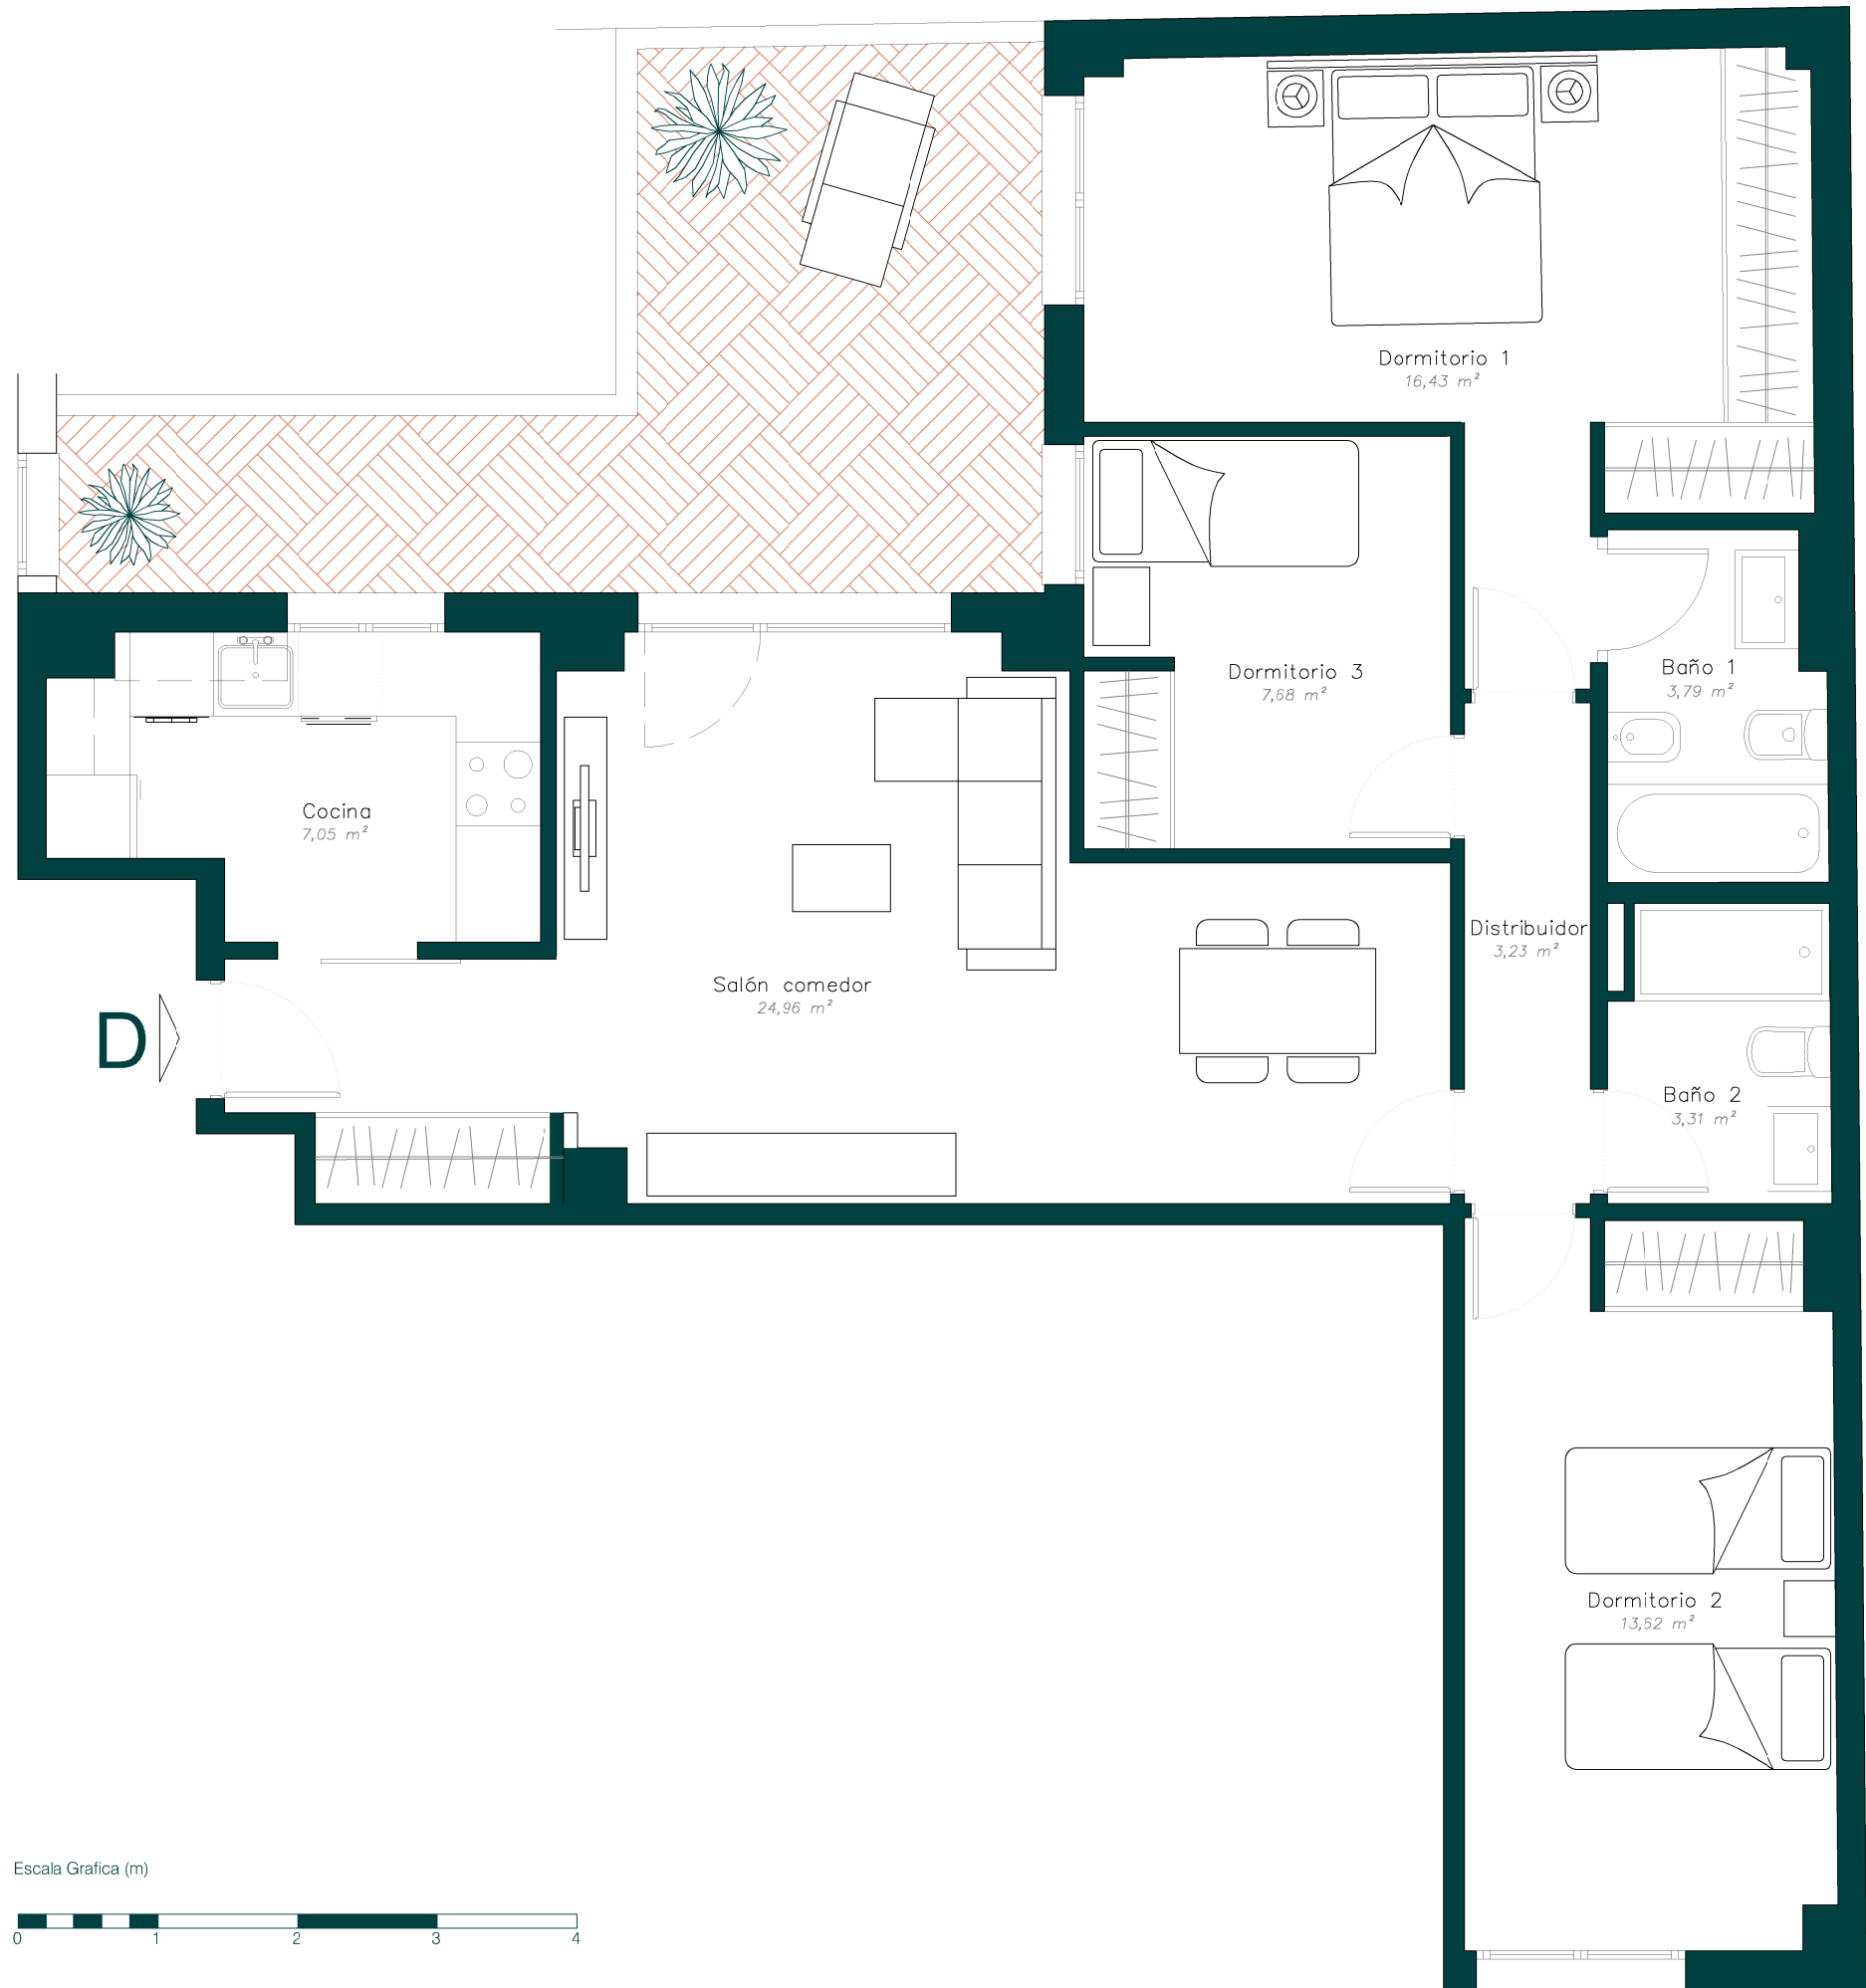 Dormitorio 1
16,43 m²
Dormitorio 3
7,68 m²
Baño 1
3,79 m²
Cocina
7,05 m²
Distribuidor
3,23 m²
Salón comedor
24,96 m²
D
Baño 2
3,31 m²
Dormitorio 2
13,62 m²
Escala Grafica (m)
0 1 2 3 4